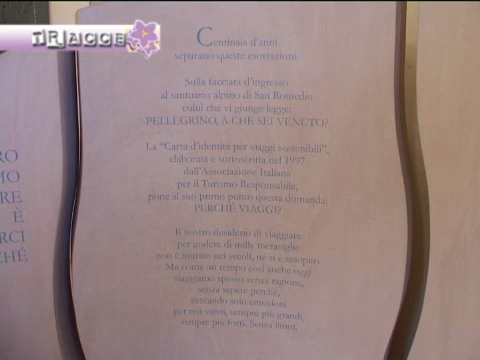 TRIAGGE
Centinaia d'anni
separano queste esortazioni.
Sulla facciata d'ingresso
al santuario alpino di San Romedio
colui che vi giunge legge:
PELLEGRINO, A CHE SEI VENUTO?
La "Carta d'identità per viaggi sostenibili",
elaborata e sottoscritta nel 1997
dall'Associazione Italiana
per il Turismo Responsabile,
pone al suo primo punto questa domanda:
PERCHÈ VIAGGI?
Il nostro desiderio di viaggiare
per godere di mille meraviglie
non è mutato nei secoli, né si è assopito.
Ma come un tempo così anche oggi
viaggiamo spesso senza ragione,
senza sapere perché,
cercando solo emozioni
per noi stessi, sempre più grandi,
sempre più forti. Senza limiti.
RO
MO
RE
È
RCI
CHÉ